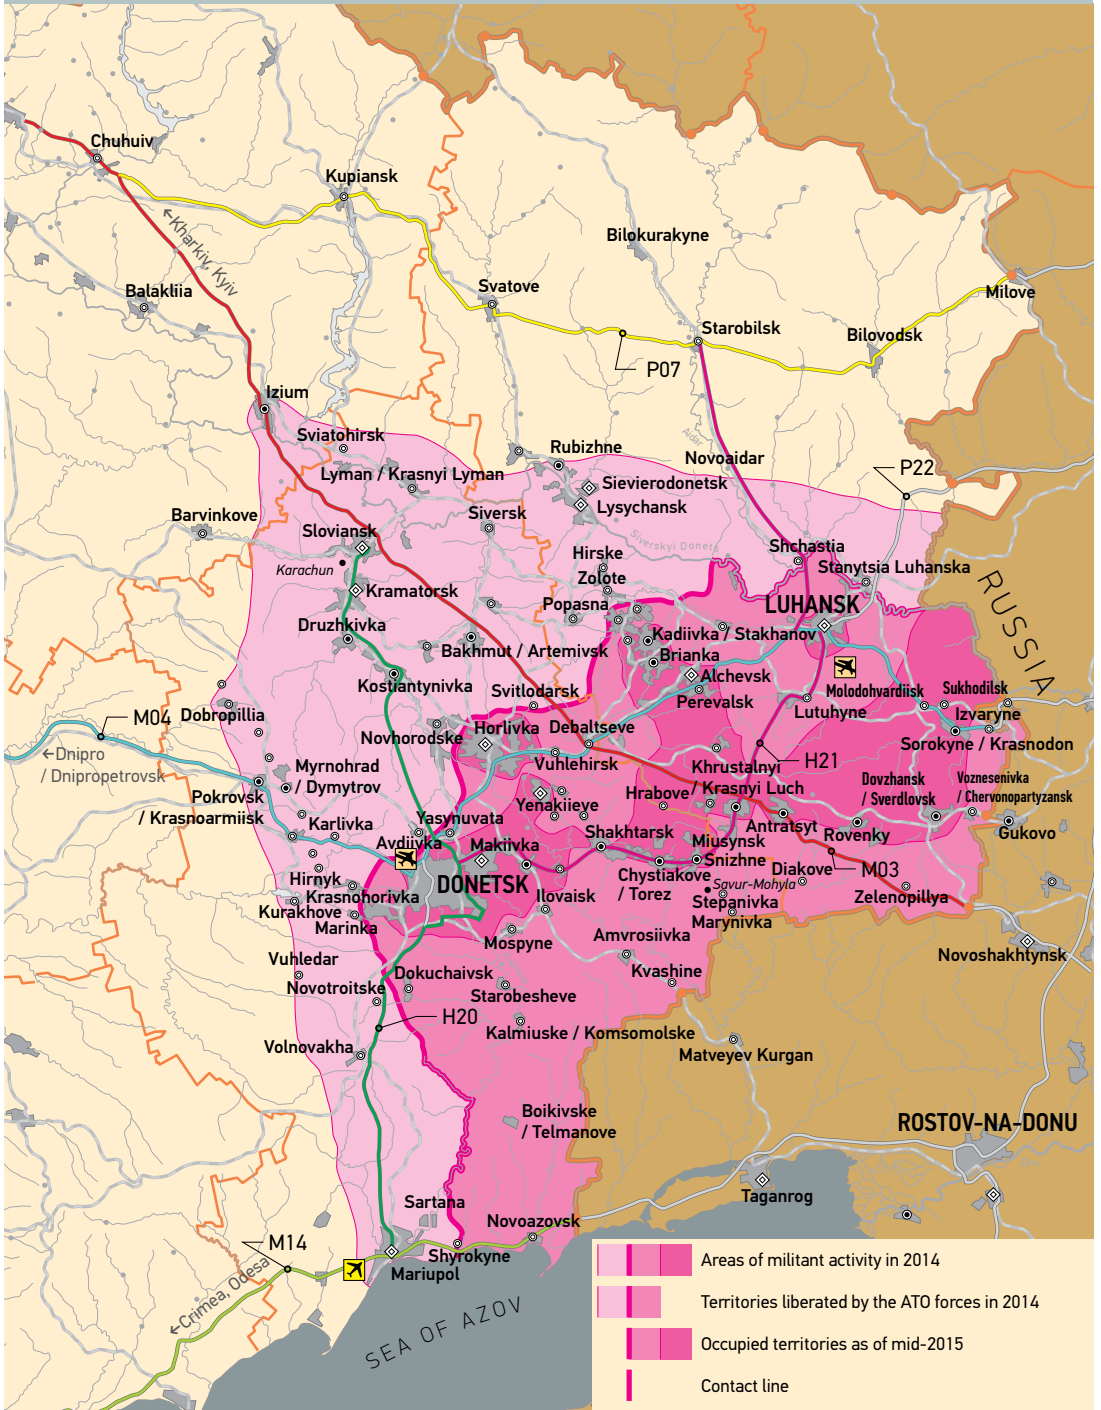 Chuhuiv
Kupiansk
Kharkiv, Kyiv
Bilokurakyne
Balakliia
Svatove
Milove
Starobilsk
Bilovodsk
P07
Izium
Sviatohirsk
Rubizhne
Aidar
Novoaidar
P22
Lyman / Krasnyi Lyman
Sievierodonetsk
Lysychansk
Barvinkove
Siversk
Sloviansk
Siverskyi Donets
Shchastia
Hirske
Karachun
Stanytsia Luhanska
Zolote
Kramatorsk
Popasna
LUHANSK
RUSSIA
Druzhkivka
Kadiivka / Stakhanov
Bakhmut / Artemivsk
Brianka
Alchevsk
Kostiantynivka
Svitlodarsk
Perevalsk
Molodohvardiisk
Sukhodilsk
Lutuhyne
Izvaryne
Dobropillia
M04
Horlivka
Debaltseve
Novhorodske
Sorokyne / Krasnodon
Dnipro
/ Dnipropetrovsk
Vuhlehirsk
H21
Khrustalnyi
/ Krasnyi Luch
Myrnohrad
/ Dymytrov
Dovzhansk
/ Sverdlovsk
Voznesenivka
/ Chervonopartyzansk
Pokrovsk
/ Krasnoarmiisk
Hrabove
Yenakiieve
Karlivka
Yasynuvata
Antratsyt
Rovenky
Gukovo
Shakhtarsk
Avdiivka
Makiivka
Miusynsk
Snizhne
M03
Chystiakove
/ Torez
Diakove
Hirnyk
DONETSK
Savur-Mohyla
Krasnohorivka
Ilovaisk
Stepanivka
Zelenopillya
Kurakhove
Marinka
Marynivka
Mospyne
Amvrosiivka
Novoshakhtynsk
Vuhledar
Dokuchaivsk
Kvashine
Novotroitske
Starobesheve
H20
Kalmiuske / Komsomolske
Volnovakha
Matveyev Kurgan
Boikivske
/ Telmanove
ROSTOV-NA-DONU
Taganrog
Sartana
Novoazovsk
M14
Shyrokyne
Mariupol
Crimea, Odesa
SEA OF AZOV
Areas of militant activity in 2014
Territories liberated by the ATO forces in 2014
Occupied territories as of mid-2015
Contact line